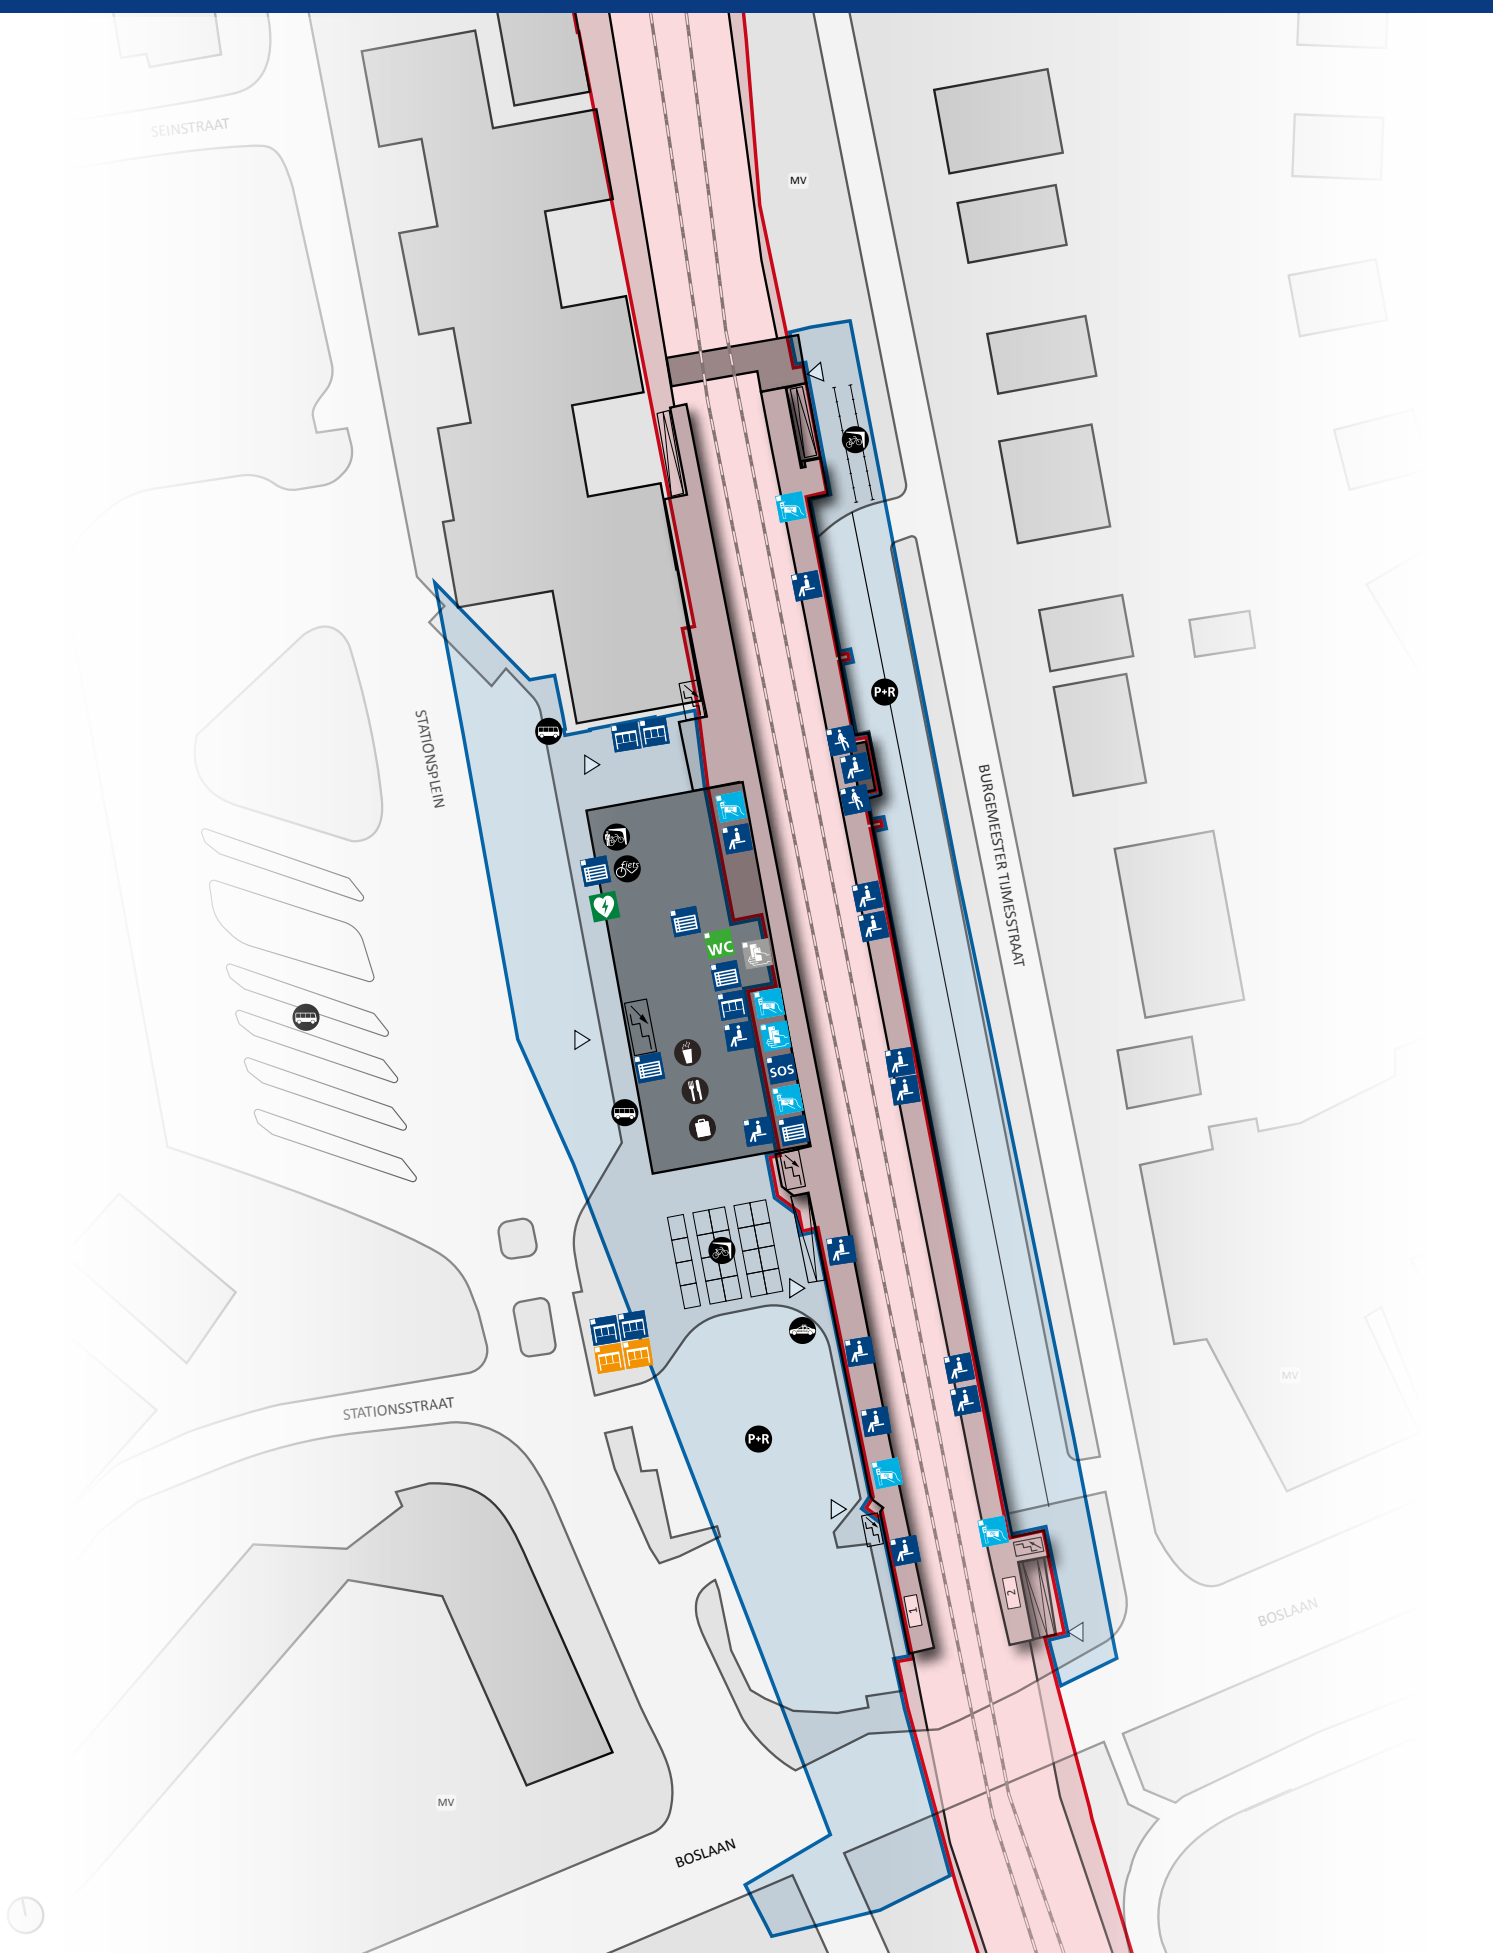 SEINSTRAAT
MV
P+R
STATIONSPLEIN
BURGEMEESTER TIJMESSTRAAT
fiets
WC
SOS
STATIONSSTRAAT
MV
P+R
1
2
BOSLAAN
MV
BOSLAAN